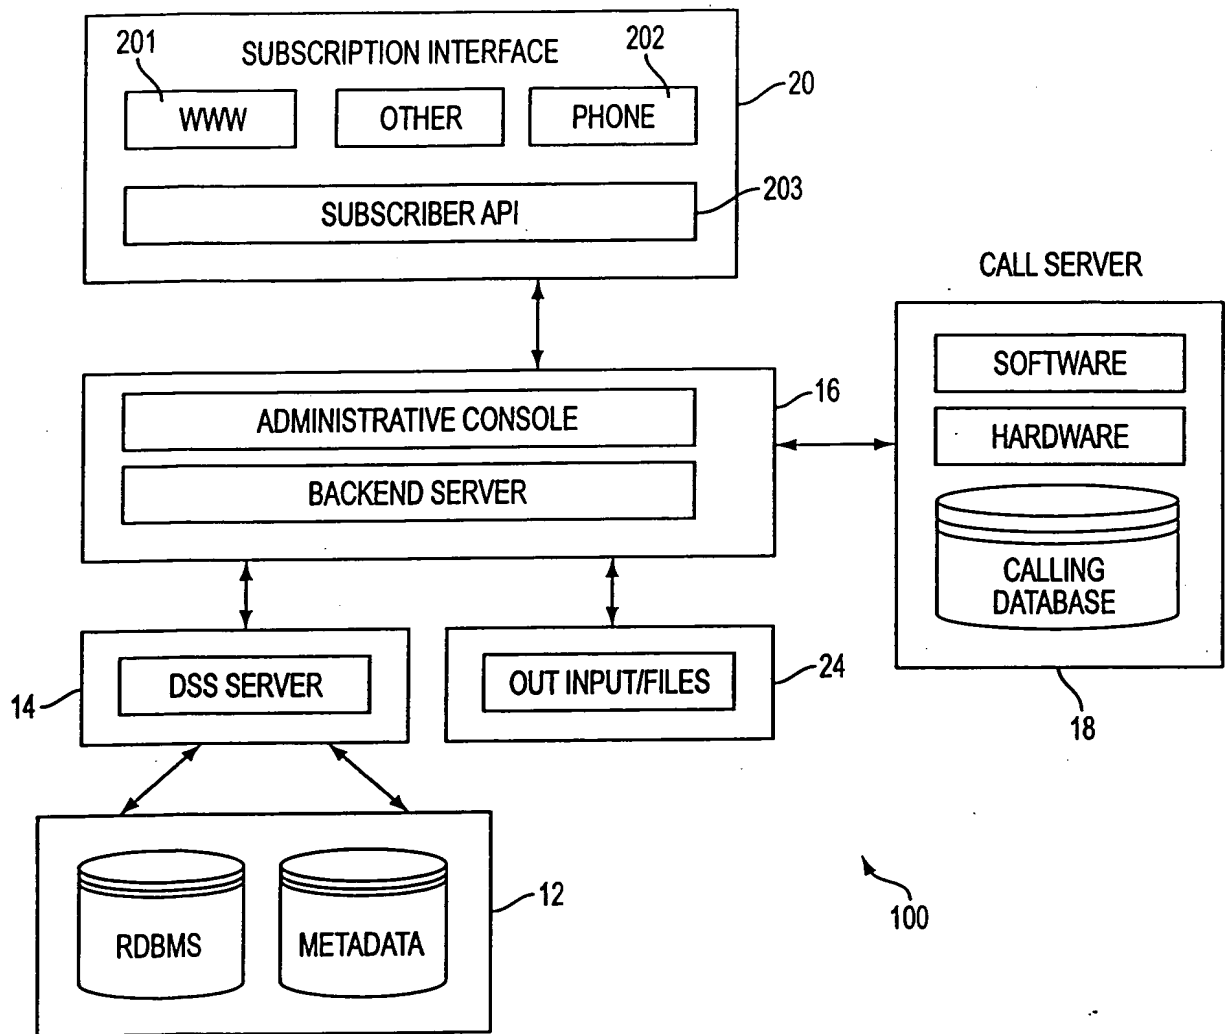 201
SUBSCRIPTION INTERFACE
202
20
WWW
OTHER
PHONE
203
SUBSCRIBER API
CALL SERVER
16
ADMINISTRATIVE CONSOLE
BACKEND SERVER
SOFTWARE
HARDWARE
CALLING
DATABASE
18
14
DSS SERVER
OUT INPUT/FILES
24
RDBMS
METADATA
12
100